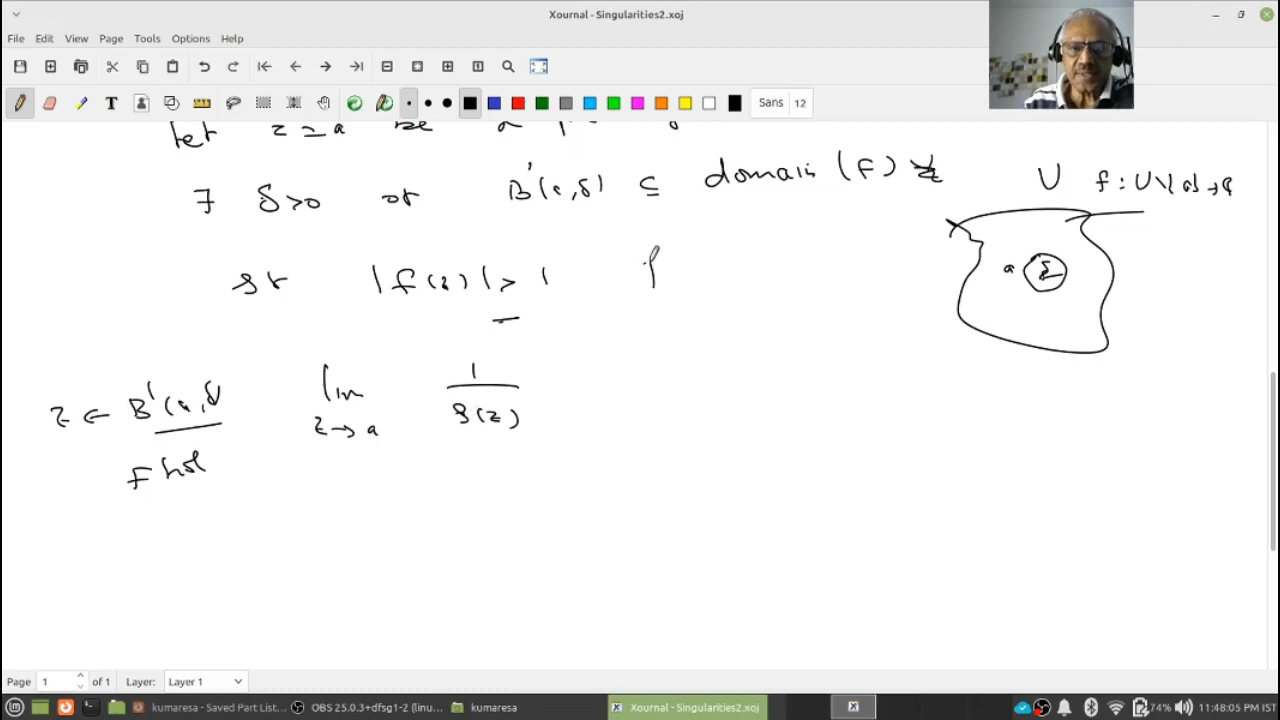 Xournal - Singularities2.xoj
File Edit View Page Tools Options Help
Sans 12
Let z = a be a
∃ δ>0 or B'(a,δ) ⊆ domain (f)
U f : U\{a} →
st |f(z)| > 1
a
z ∈ B'(a,δ lim 1
z→a (z)
F hol
Page 1 of 1 Layer: Layer 1
kumaresa - Saved Part List... OBS 25.0.3+dfsg1-2 (linu... kumaresa Xournal - Singularities2.xoj 74% 11:48:05 PM IST